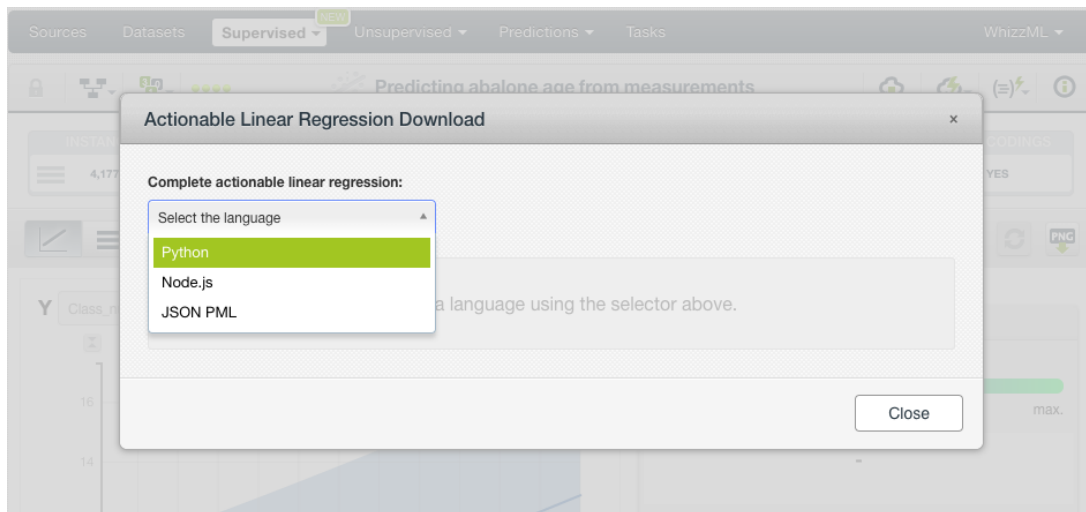 NEW
Sources Datasets Supervised Unsupervised Predictions Tasks WhizzML
Predicting abalone age from measurements
Actionable Linear Regression Download ×
4,177
YES
Complete actionable linear regression:
Select the language
Python
Node.js
JSON PML
a language using the selector above.
PNG
Y
16
max.
Close
14
-